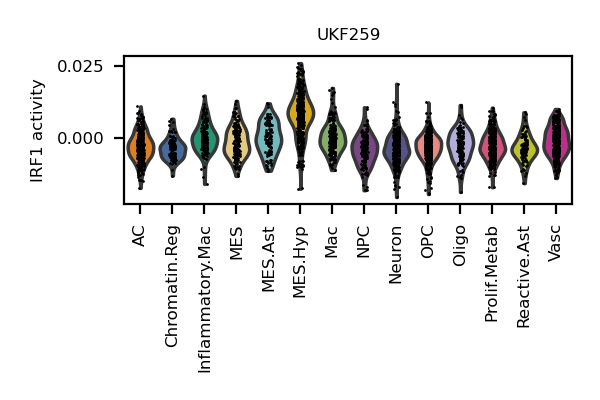 UKF259
IRF1 activity
0.025
0.000
AC
Chromatin.Reg
Inflammatory.Mac
MES
MES.Ast
MES.Hyp
Mac
NPC
Neuron
OPC
Oligo
Prolif.Metab
Reactive.Ast
Vasc